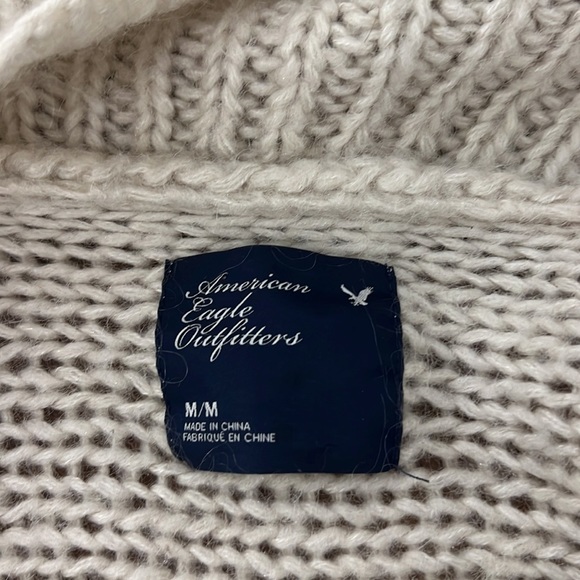 American
Eagle
Outfitters
M/M
MADE IN CHINA
FABRIQUÉ EN CHINE